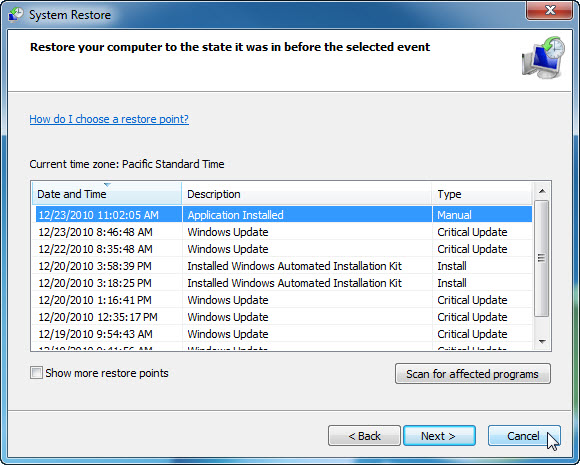 System Restore
Restore your computer to the state it was in before the selected event
How do I choose a restore point?
Current time zone: Pacific Standard Time
Date and Time Description Type
12/23/2010 11:02:05 AM Application Installed Manual
12/23/2010 8:46:48 AM Windows Update Critical Update
12/22/2010 8:35:48 AM Windows Update Critical Update
12/20/2010 3:58:39 PM Installed Windows Automated Installation Kit Install
12/20/2010 3:18:25 PM Installed Windows Automated Installation Kit Install
12/20/2010 1:16:41 PM Windows Update Critical Update
12/20/2010 12:35:17 PM Windows Update Critical Update
12/19/2010 9:54:43 AM Windows Update Critical Update
Windows Update Critical Update
Show more restore points Scan for affected programs
< Back Next > Cancel